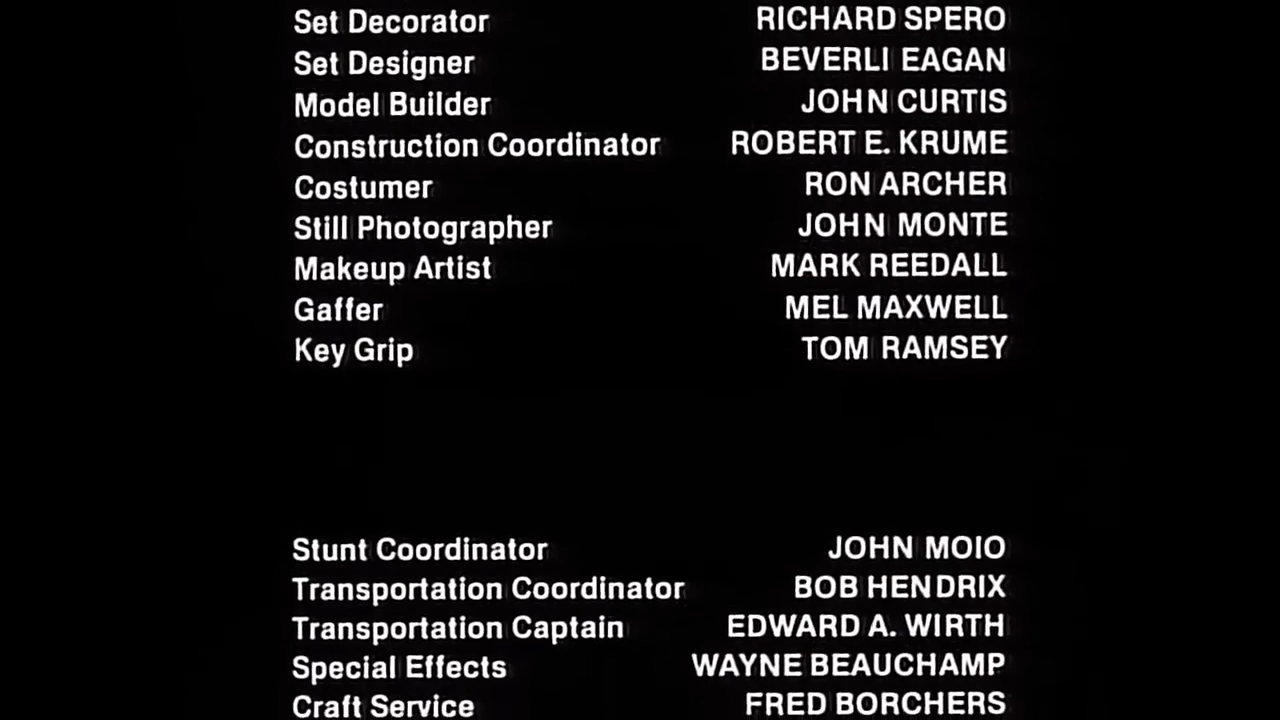 Set Decorator RICHARD SPERO
Set Designer BEVERLI EAGAN
Model Builder JOHN CURTIS
Construction Coordinator ROBERT E. KRUME
Costumer RON ARCHER
Still Photographer JOHN MONTE
Makeup Artist MARK REEDALL
Gaffer MEL MAXWELL
Key Grip TOM RAMSEY
Stunt Coordinator JOHN MOIO
Transportation Coordinator BOB HENDRIX
Transportation Captain EDWARD A. WIRTH
Special Effects WAYNE BEAUCHAMP
Craft Service FRED BORCHERS